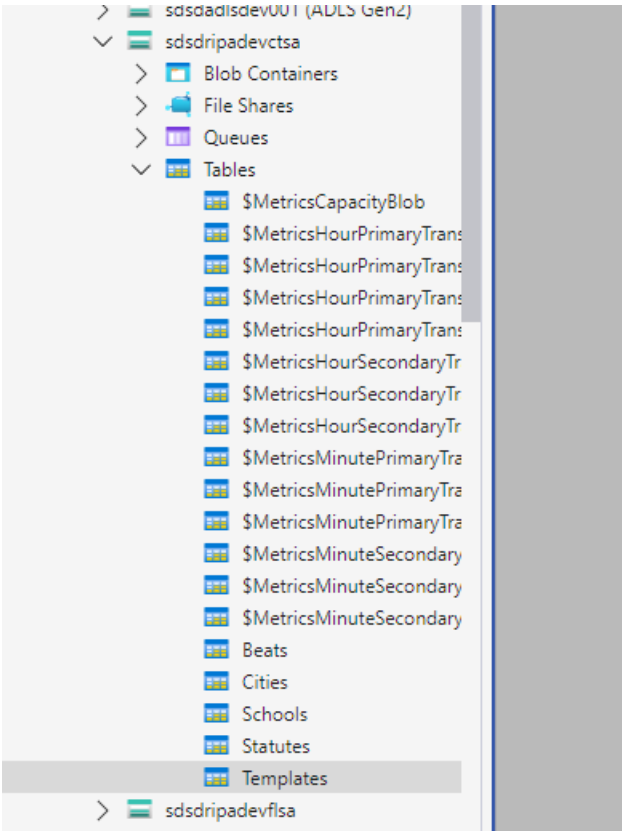 sdsdadlsdev001 (ADLS Gen2)
sdsdripadevctsa
Blob Containers
File Shares
Queues
Tables
$MetricsCapacityBlob
$MetricsHourPrimaryTrans
$MetricsHourPrimaryTrans
$MetricsHourPrimaryTrans
$MetricsHourPrimaryTrans
$MetricsHourSecondaryTr
$MetricsHourSecondaryTr
$MetricsHourSecondaryTr
$MetricsMinutePrimaryTra
$MetricsMinutePrimaryTra
$MetricsMinutePrimaryTra
$MetricsMinuteSecondary
$MetricsMinuteSecondary
$MetricsMinuteSecondary
Beats
Cities
Schools
Statutes
Templates
sdsdripadevflsa